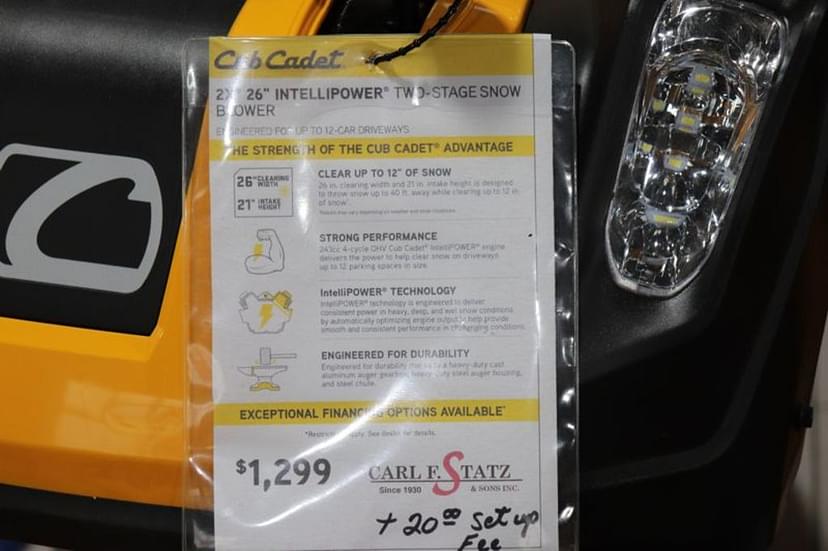 Cub Cadet
2X® 26" INTELLIPOWER® TWO-STAGE SNOW
BLOWER
ENGINEERED FOR UP TO 12-CAR DRIVEWAYS
THE STRENGTH OF THE CUB CADET® ADVANTAGE
26" CLEARING WIDTH
21" INTAKE HEIGHT
CLEAR UP TO 12" OF SNOW
26 in. clearing width and 21 in. intake height is designed
to throw snow up to 40 ft. away while clearing up to 12 in.
of snow*.
STRONG PERFORMANCE
243cc 4-cycle OHV Cub Cadet® IntelliPOWER® engine
delivers the power to help clear snow on driveways
up to 12 parking spaces in size.
IntelliPOWER® TECHNOLOGY
IntelliPOWER® technology is engineered to deliver
consistent power in heavy, deep, and wet snow conditions
by automatically optimizing engine output to help provide
smooth and consistent performance in changing conditions.
ENGINEERED FOR DURABILITY
Engineered for durability due to a heavy-duty cast
aluminum auger gearbox, heavy-duty steel auger housing,
and steel chute.
EXCEPTIONAL FINANCING OPTIONS AVAILABLE*
*Restrictions apply. See dealer for details.
$1,299
CARL F. STATZ
Since 1930 & SONS INC.
+ 20⁰⁰ Set up
Fee